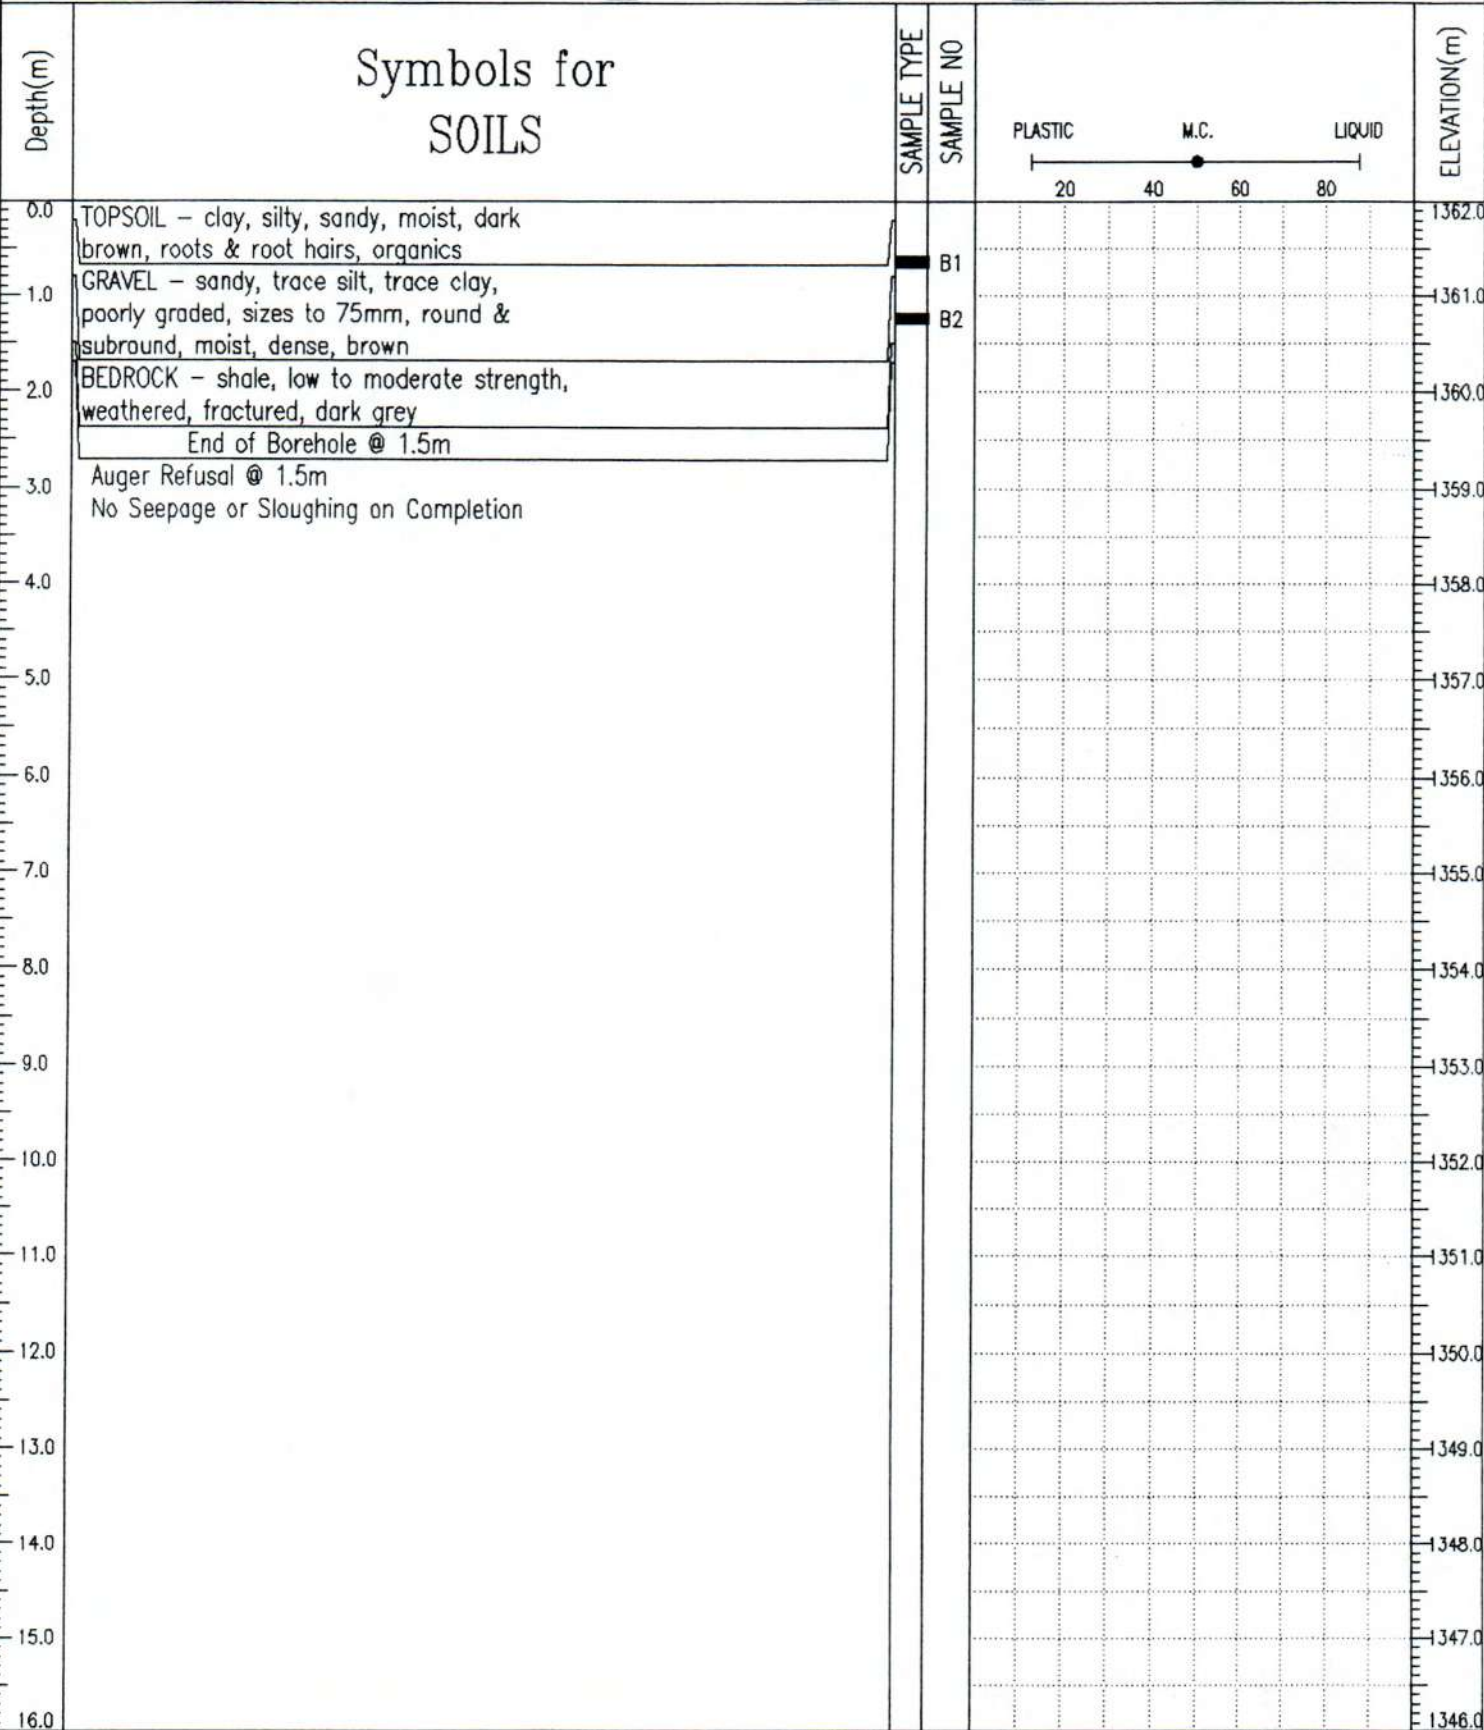 Depth(m)
Symbols for
SOILS
SAMPLE TYPE
SAMPLE NO
PLASTIC M.C. LIQUID
20 40 60 80
ELEVATION(m)
0.0
TOPSOIL – clay, silty, sandy, moist, dark
brown, roots & root hairs, organics
GRAVEL – sandy, trace silt, trace clay,
poorly graded, sizes to 75mm, round &
subround, moist, dense, brown
BEDROCK – shale, low to moderate strength,
weathered, fractured, dark grey
End of Borehole @ 1.5m
Auger Refusal @ 1.5m
No Seepage or Sloughing on Completion
B1
B2
1.0
2.0
3.0
4.0
5.0
6.0
7.0
8.0
9.0
10.0
11.0
12.0
13.0
14.0
15.0
16.0
1362.0
1361.0
1360.0
1359.0
1358.0
1357.0
1356.0
1355.0
1354.0
1353.0
1352.0
1351.0
1350.0
1349.0
1348.0
1347.0
1346.0